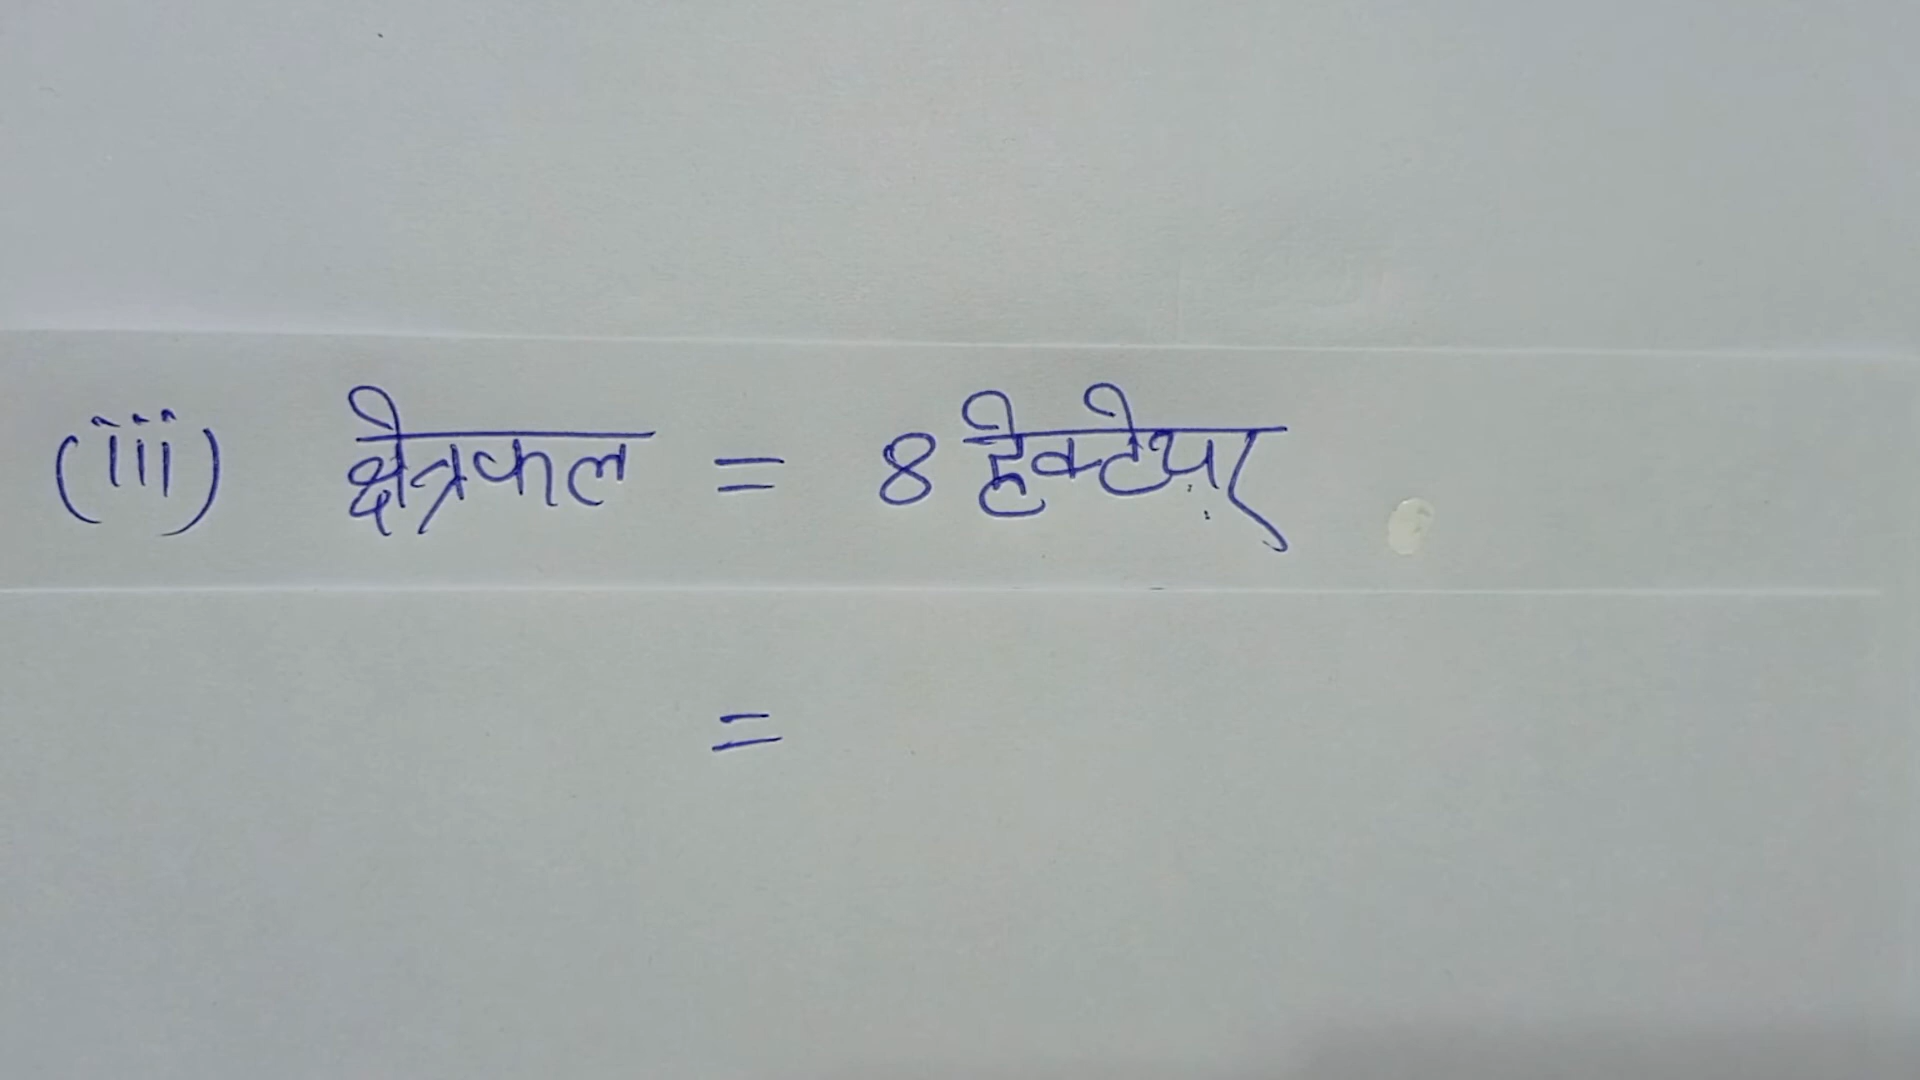 (iii) क्षेत्रफल = 8 हेक्टेयर
=